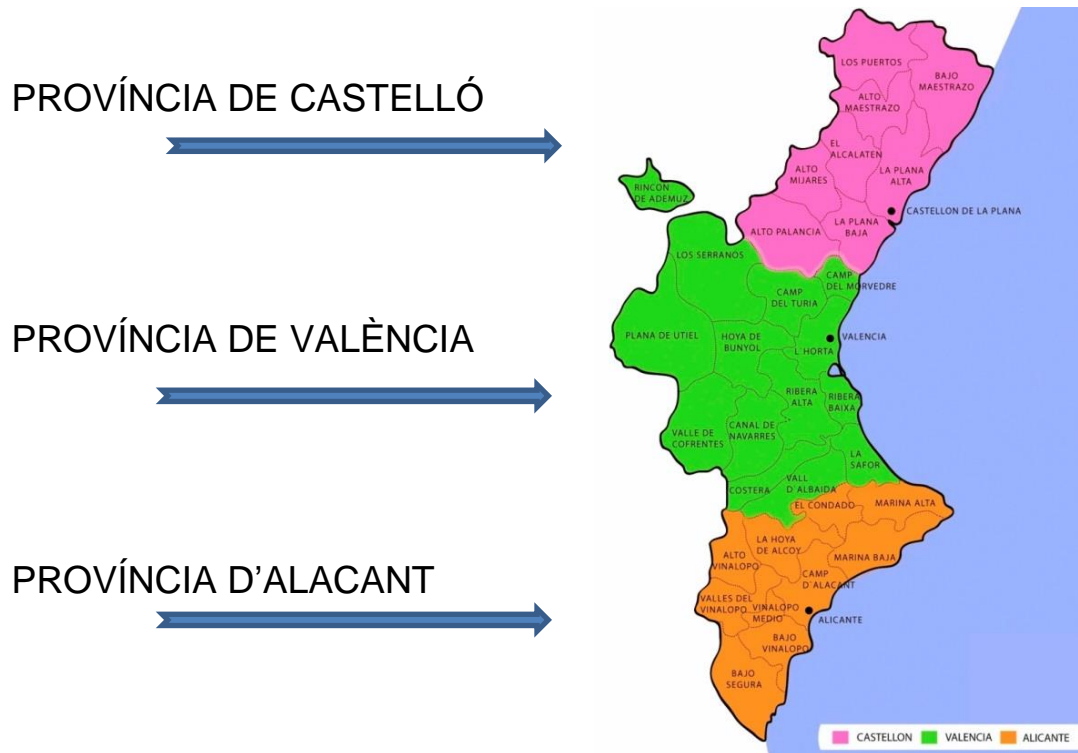 PROVÍNCIA DE CASTELLÓ
PROVÍNCIA DE VALÈNCIA
PROVÍNCIA D’ALACANT
LOS PUERTOS
BAJO
MAESTRAZO
ALTO
MAESTRAZO
EL
ALCALATEN
ALTO
MIJARES
LA PLANA
ALTA
CASTELLON DE LA PLANA
RINCON
DE ADEMUZ
ALTO PALANCIA
LA PLANA
BAJA
LOS SERRANOS
CAMP
DEL MORVEDRE
CAMP
DEL TURIA
PLANA DE UTIEL
HOYA DE
BUNYOL
VALENCIA
L´HORTA
RIBERA
ALTA
RIBERA
BAIXA
VALLE DE
COFRENTES
CANAL DE
NAVARRES
LA
SAFOR
COSTERA
VALL
D´ALBAIDA
EL CONDADO
MARINA ALTA
LA HOYA
DE ALCOY
MARINA BAJA
ALTO
VINALOPO
CAMP
D´ALACANT
VALLES DEL
VINALOPO
VINALOPO
MEDIO
ALICANTE
BAJO
VINALOPO
BAJO
SEGURA
CASTELLON VALENCIA ALICANTE